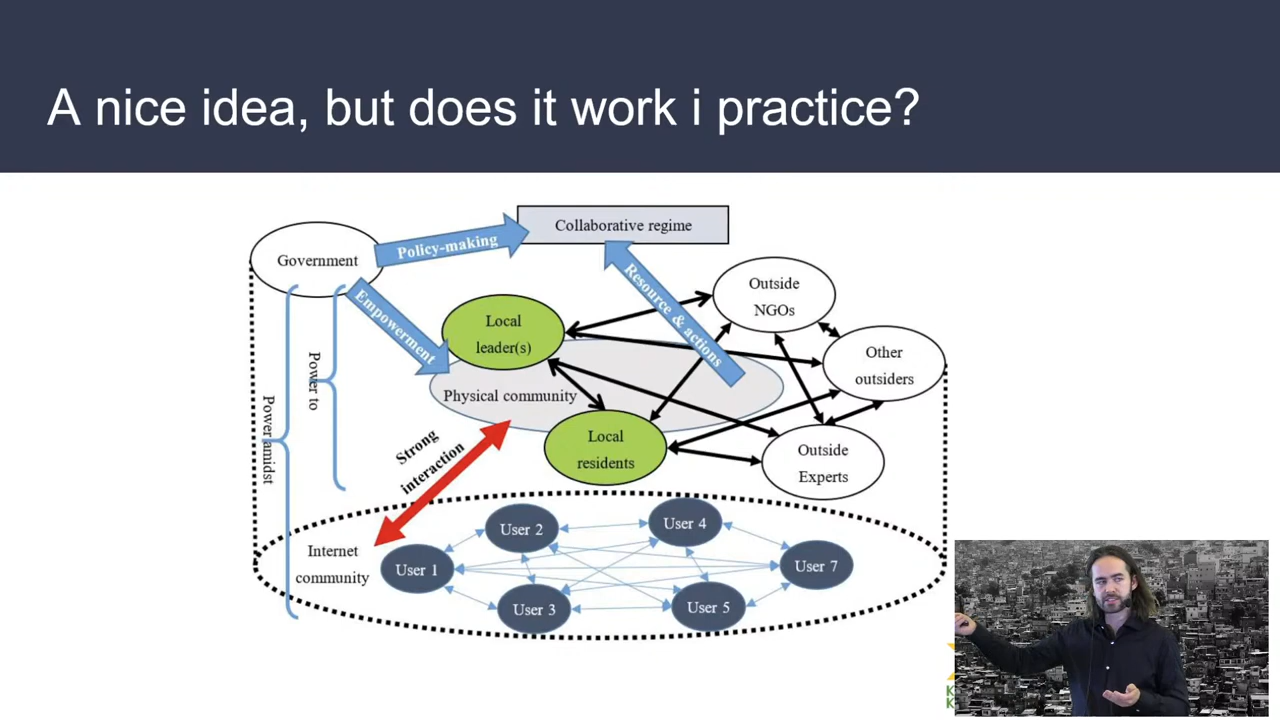 A nice idea, but does it work i practice?
Collaborative regime
Government
Policy-making
Empowerment
Resource & actions
Outside
NGOs
Local
leader(s)
Other
outsiders
Physical community
Power to
Power amidst
Local
residents
Outside
Experts
Strong
interaction
Internet
community
User 1
User 2
User 3
User 4
User 5
User 7
K
K